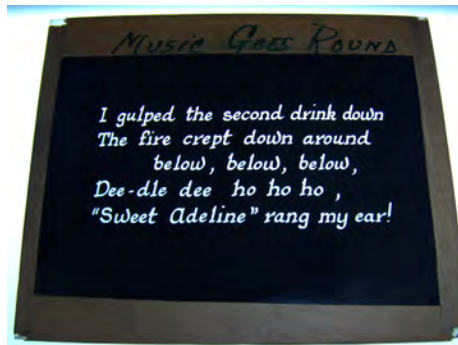 Music Goes Round
I gulped the second drink down
The fire crept down around
below, below, below,
Dee-dle dee ho ho ho,
"Sweet Adeline" rang my ear!